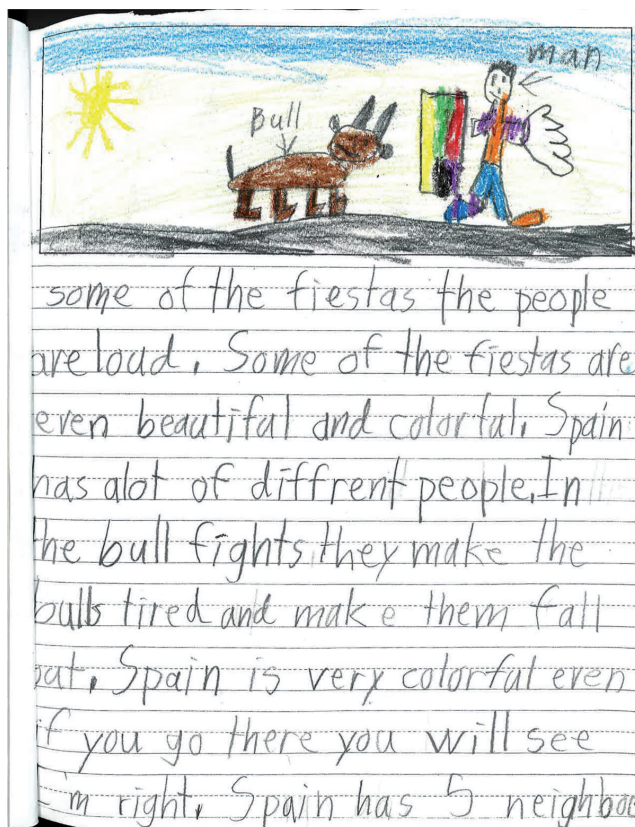 man
Bull
some of the fiestas the people
are loud. Some of the fiestas are
even beautiful and colorful. Spain
has alot of diffrent people. In
the bull fights they make the
bulls tired and make them fall
out. Spain is very colorful even
if you go there you will see
I'm right. Spain has 5 neighbor